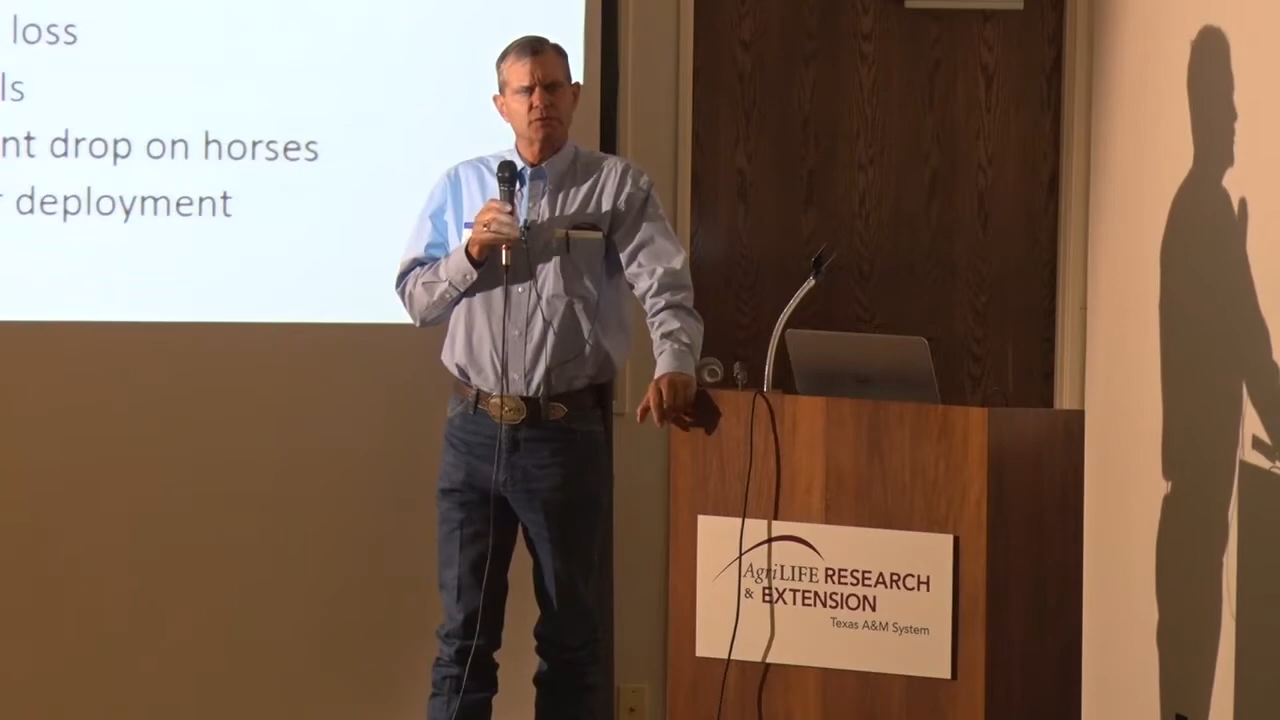 loss
ls
nt drop on horses
r deployment
AgriLIFE RESEARCH
& EXTENSION
Texas A&M System